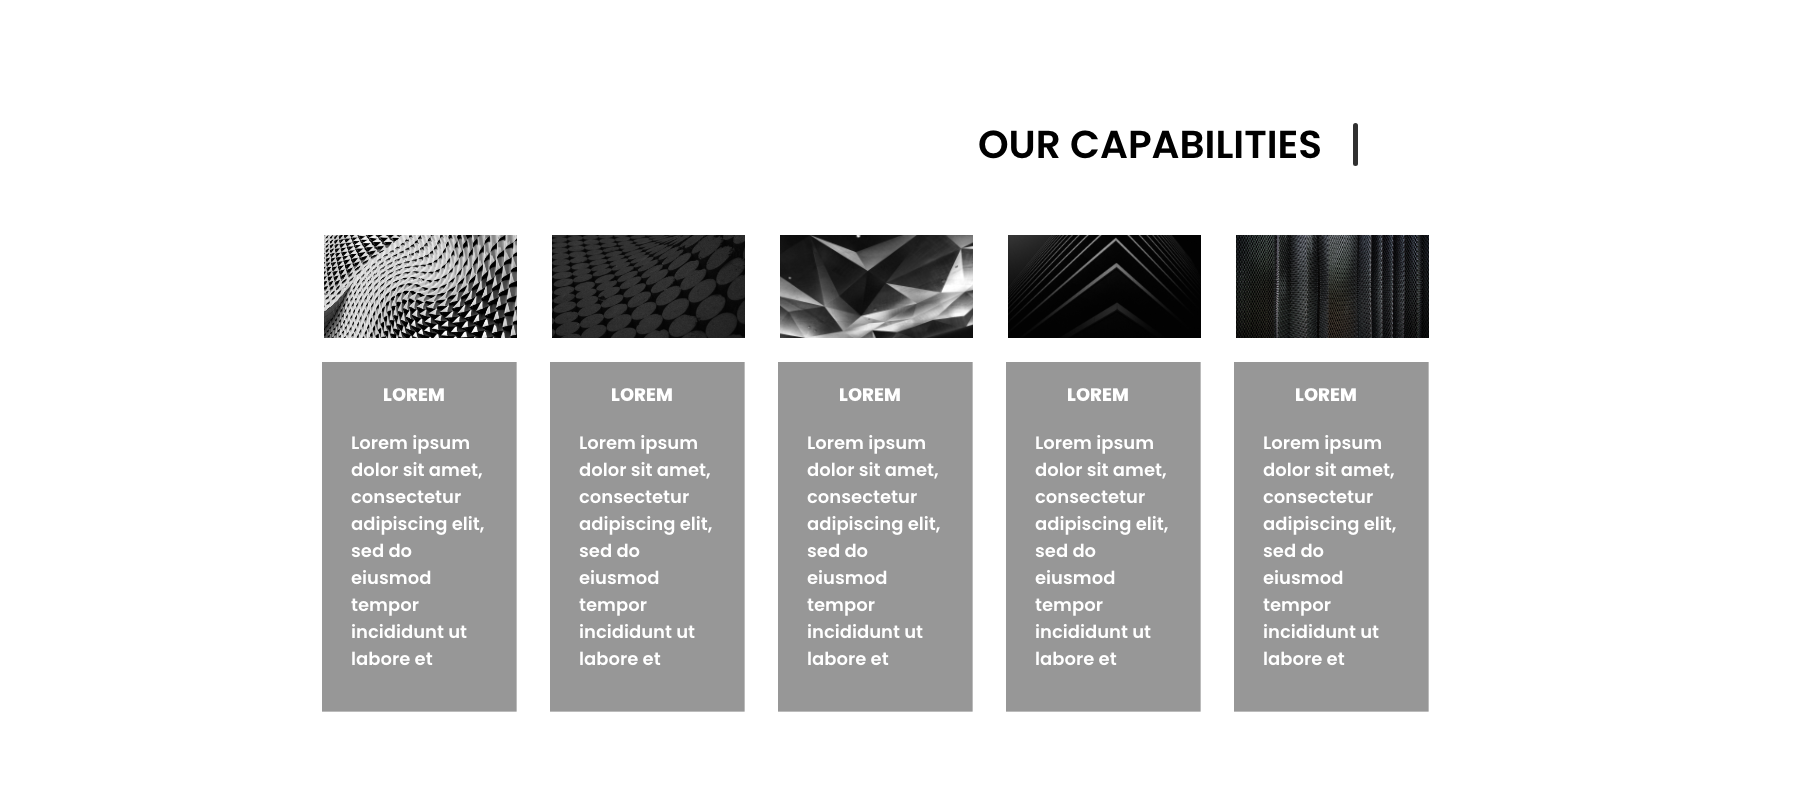 OUR CAPABILITIES
LOREM
Lorem ipsum
dolor sit amet,
consectetur
adipiscing elit,
sed do
eiusmod
tempor
incididunt ut
labore et
LOREM
Lorem ipsum
dolor sit amet,
consectetur
adipiscing elit,
sed do
eiusmod
tempor
incididunt ut
labore et
LOREM
Lorem ipsum
dolor sit amet,
consectetur
adipiscing elit,
sed do
eiusmod
tempor
incididunt ut
labore et
LOREM
Lorem ipsum
dolor sit amet,
consectetur
adipiscing elit,
sed do
eiusmod
tempor
incididunt ut
labore et
LOREM
Lorem ipsum
dolor sit amet,
consectetur
adipiscing elit,
sed do
eiusmod
tempor
incididunt ut
labore et